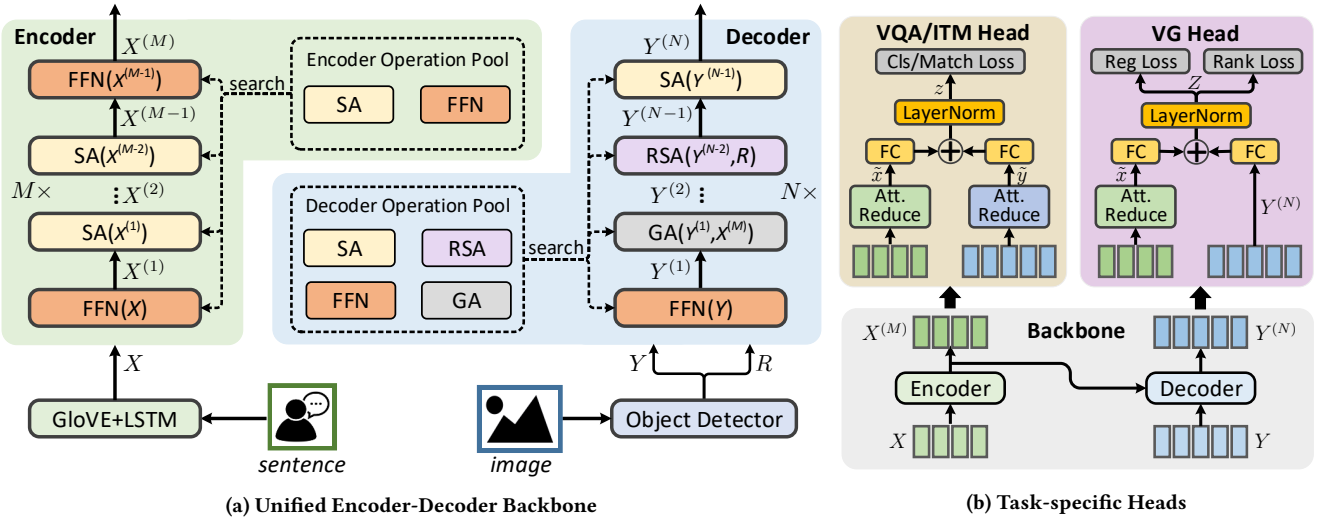 Encoder
X^(M)
FFN(X^(M-1))
X^(M-1)
SA(X^(M-2))
M×
X^(2)
SA(X^(1))
X^(1)
FFN(X)
X
GloVE+LSTM
sentence
search
Encoder Operation Pool
SA
FFN
Decoder Operation Pool
SA
RSA
FFN
GA
search
Decoder
Y^(N)
SA(Y^(N-1))
Y^(N-1)
RSA(Y^(N-2),R)
Y^(2)
N×
GA(Y^(1),X^(M))
Y^(1)
FFN(Y)
Y
R
Object Detector
image
(a) Unified Encoder-Decoder Backbone
VQA/ITM Head
Cls/Match Loss
z
LayerNorm
FC
+
FC
x̃
ỹ
Att.
Reduce
Att.
Reduce
VG Head
Reg Loss
Rank Loss
Z
LayerNorm
FC
+
FC
x̃
Att.
Reduce
Y^(N)
Backbone
X^(M)
Y^(N)
Encoder
Decoder
X
Y
(b) Task-specific Heads